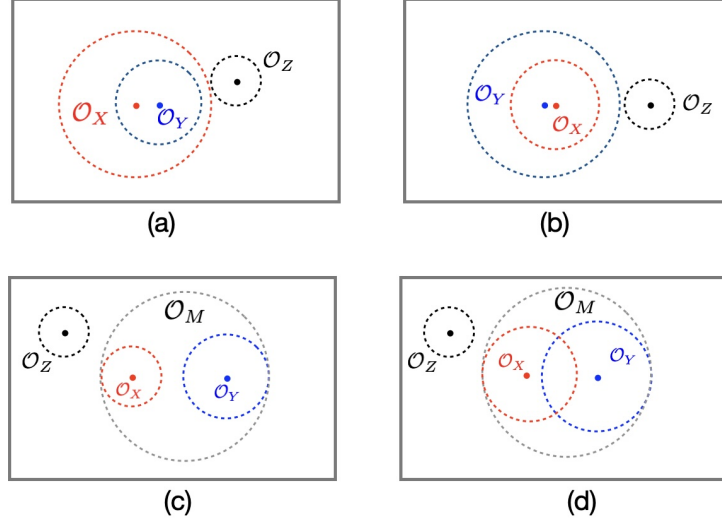 𝒪_X 𝒪_Y 𝒪_Z
(a)
𝒪_Y 𝒪_X 𝒪_Z
(b)
𝒪_M
𝒪_Z 𝒪_X 𝒪_Y
(c)
𝒪_M
𝒪_Z 𝒪_X 𝒪_Y
(d)